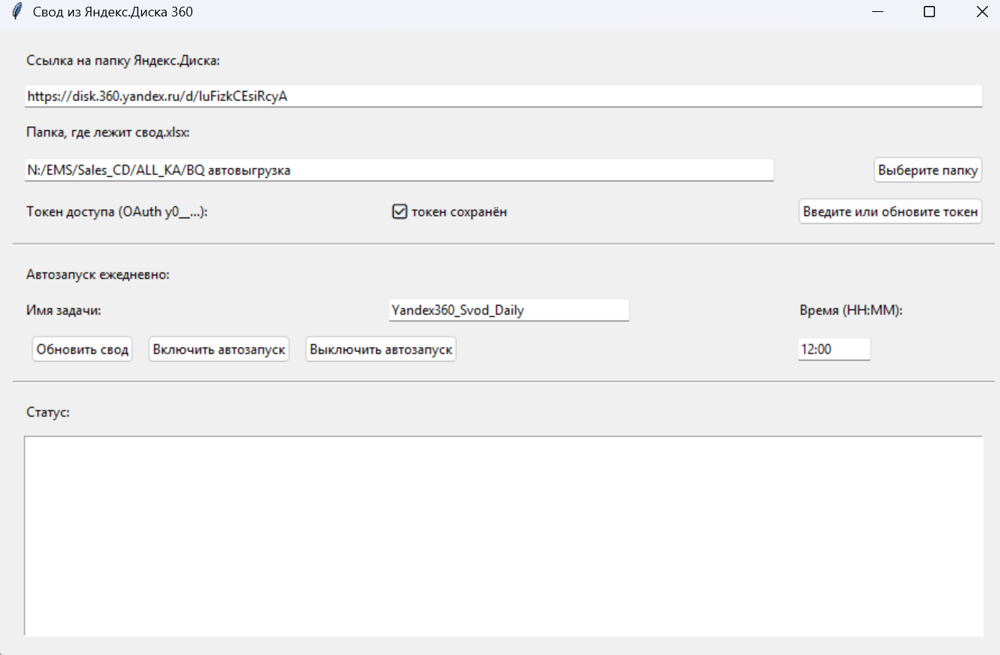 Свод из Яндекс.Диска 360
Ссылка на папку Яндекс.Диска:
https://disk.360.yandex.ru/d/IuFizkCEsiRcyA
Папка, где лежит свод.xlsx:
N:/EMS/Sales_CD/ALL_KA/BQ автовыгрузка
Выберите папку
Токен доступа (OAuth y0__...):
токен сохранён
Введите или обновите токен
Автозапуск ежедневно:
Имя задачи:
Yandex360_Svod_Daily
Время (HH:MM):
Обновить свод
Включить автозапуск
Выключить автозапуск
12:00
Статус: